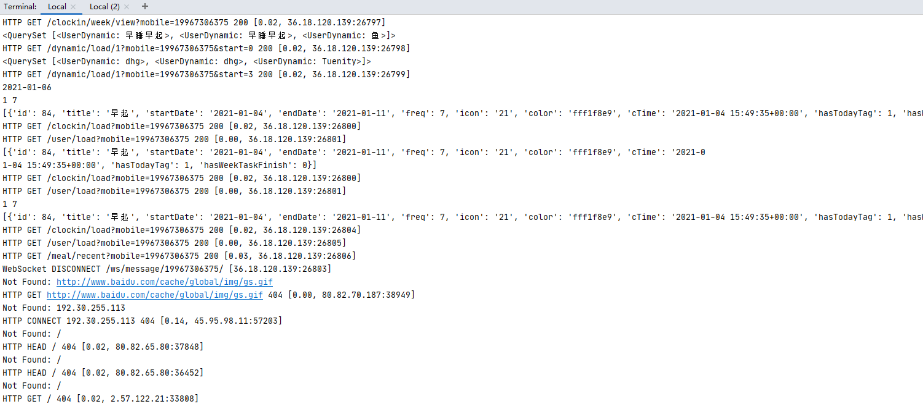 Terminal: Local × Local (2) × +
HTTP GET /clockin/week/view?mobile=19967306375 200 [0.02, 36.18.120.139:26797]
<QuerySet [<UserDynamic: 早睡早起>, <UserDynamic: 早睡早起>, <UserDynamic: 鱼>]>
HTTP GET /dynamic/load/1?mobile=19967306375&start=0 200 [0.02, 36.18.120.139:26798]
<QuerySet [<UserDynamic: dhg>, <UserDynamic: dhg>, <UserDynamic: Tuenity>]>
HTTP GET /dynamic/load/1?mobile=19967306375&start=3 200 [0.02, 36.18.120.139:26799]
2021-01-06
1 7
[{'id': 84, 'title': '早起', 'startDate': '2021-01-04', 'endDate': '2021-01-11', 'freq': 7, 'icon': '21', 'color': 'fff1f8e9', 'cTime': '2021-01-04 15:49:35+00:00', 'hasTodayTag': 1, 'has
HTTP GET /clockin/load?mobile=19967306375 200 [0.02, 36.18.120.139:26800]
HTTP GET /user/load?mobile=19967306375 200 [0.00, 36.18.120.139:26801]
[{'id': 84, 'title': '早起', 'startDate': '2021-01-04', 'endDate': '2021-01-11', 'freq': 7, 'icon': '21', 'color': 'fff1f8e9', 'cTime': '2021-0
1-04 15:49:35+00:00', 'hasTodayTag': 1, 'hasWeekTaskFinish': 0}]
HTTP GET /clockin/load?mobile=19967306375 200 [0.02, 36.18.120.139:26800]
HTTP GET /user/load?mobile=19967306375 200 [0.00, 36.18.120.139:26801]
1 7
[{'id': 84, 'title': '早起', 'startDate': '2021-01-04', 'endDate': '2021-01-11', 'freq': 7, 'icon': '21', 'color': 'fff1f8e9', 'cTime': '2021-01-04 15:49:35+00:00', 'hasTodayTag': 1, 'has
HTTP GET /clockin/load?mobile=19967306375 200 [0.02, 36.18.120.139:26804]
HTTP GET /user/load?mobile=19967306375 200 [0.00, 36.18.120.139:26805]
HTTP GET /meal/recent?mobile=19967306375 200 [0.03, 36.18.120.139:26806]
WebSocket DISCONNECT /ws/message/19967306375/ [36.18.120.139:26803]
Not Found: http://www.baidu.com/cache/global/img/gs.gif
HTTP GET http://www.baidu.com/cache/global/img/gs.gif 404 [0.00, 80.82.70.187:38949]
Not Found: 192.30.255.113
HTTP CONNECT 192.30.255.113 404 [0.14, 45.95.98.11:57203]
Not Found: /
HTTP HEAD / 404 [0.02, 80.82.65.80:37848]
Not Found: /
HTTP HEAD / 404 [0.02, 80.82.65.80:36452]
Not Found: /
HTTP GET / 404 [0.02, 2.57.122.21:33808]